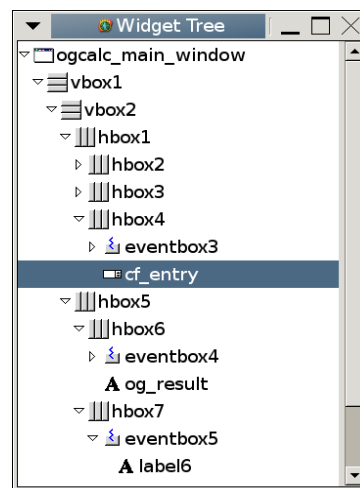 Widget Tree
ogcalc_main_window
vbox1
vbox2
hbox1
hbox2
hbox3
hbox4
eventbox3
cf_entry
hbox5
hbox6
eventbox4
A og_result
hbox7
eventbox5
A label6